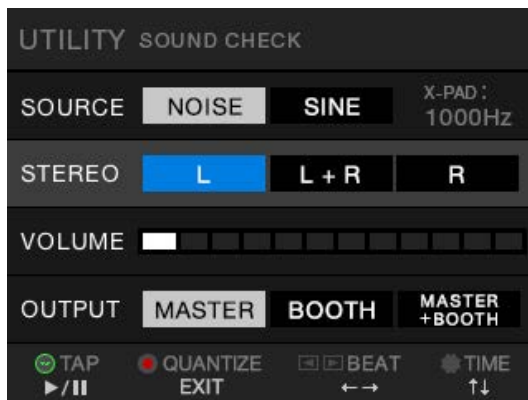 UTILITY SOUND CHECK
SOURCE NOISE SINE X-PAD: 1000Hz
STEREO L L + R R
VOLUME
OUTPUT MASTER BOOTH MASTER +BOOTH
TAP QUANTIZE BEAT TIME
►/II EXIT ←→ ↑↓